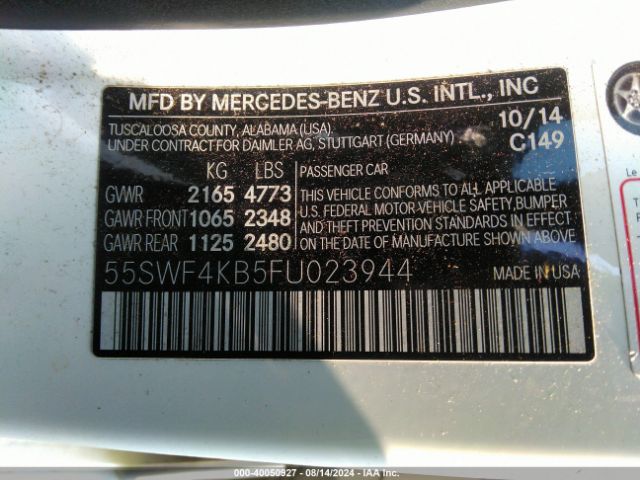 MFD BY MERCEDES-BENZ U.S. INTL., INC
TUSCALOOSA COUNTY, ALABAMA (USA) 10/14
UNDER CONTRACT FOR DAIMLER AG, STUTTGART (GERMANY) C149
KG LBS PASSENGER CAR
GVWR 2165 4773 THIS VEHICLE CONFORMS TO ALL APPLICABLE
GAWR FRONT 1065 2348 U.S. FEDERAL MOTOR-VEHICLE SAFETY, BUMPER
AND THEFT PREVENTION STANDARDS IN EFFECT
GAWR REAR 1125 2480 ON THE DATE OF MANUFACTURE SHOWN ABOVE.
55SWF4KB5FU023944 MADE IN USA
Le
000-40050927 - 08/14/2024 - IAA Inc.